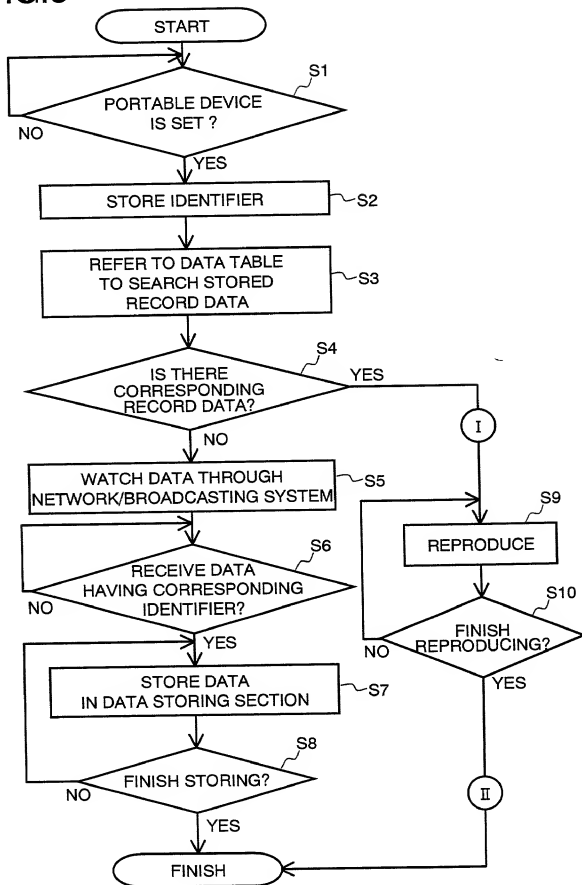 START
S1
PORTABLE DEVICE
IS SET ?
NO
YES
STORE IDENTIFIER
S2
REFER TO DATA TABLE
TO SEARCH STORED
RECORD DATA
S3
S4
IS THERE
CORRESPONDING
RECORD DATA?
YES
NO
I
WATCH DATA THROUGH
NETWORK/BROADCASTING SYSTEM
S5
S6
RECEIVE DATA
HAVING CORRESPONDING
IDENTIFIER?
NO
YES
S9
REPRODUCE
S10
FINISH
REPRODUCING?
NO
YES
STORE DATA
IN DATA STORING SECTION
S7
S8
FINISH STORING?
NO
YES
II
FINISH